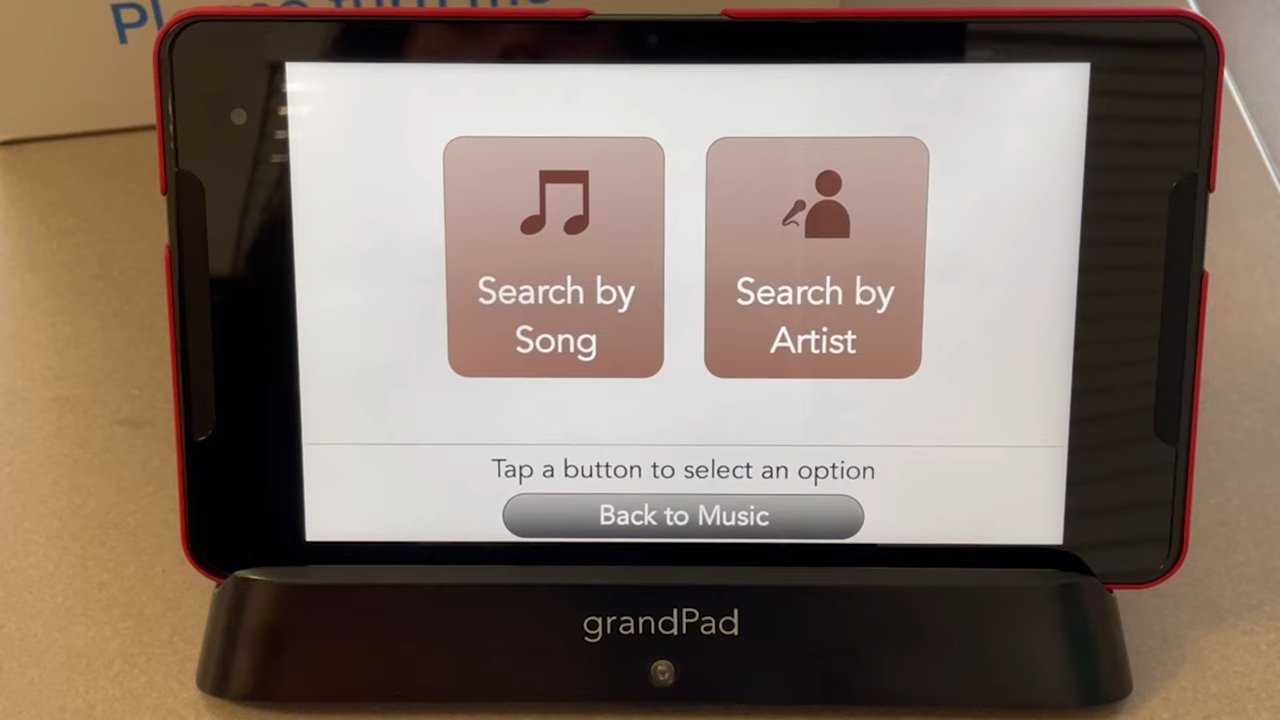 Search by
Song
Search by
Artist
Tap a button to select an option
Back to Music
grandPad